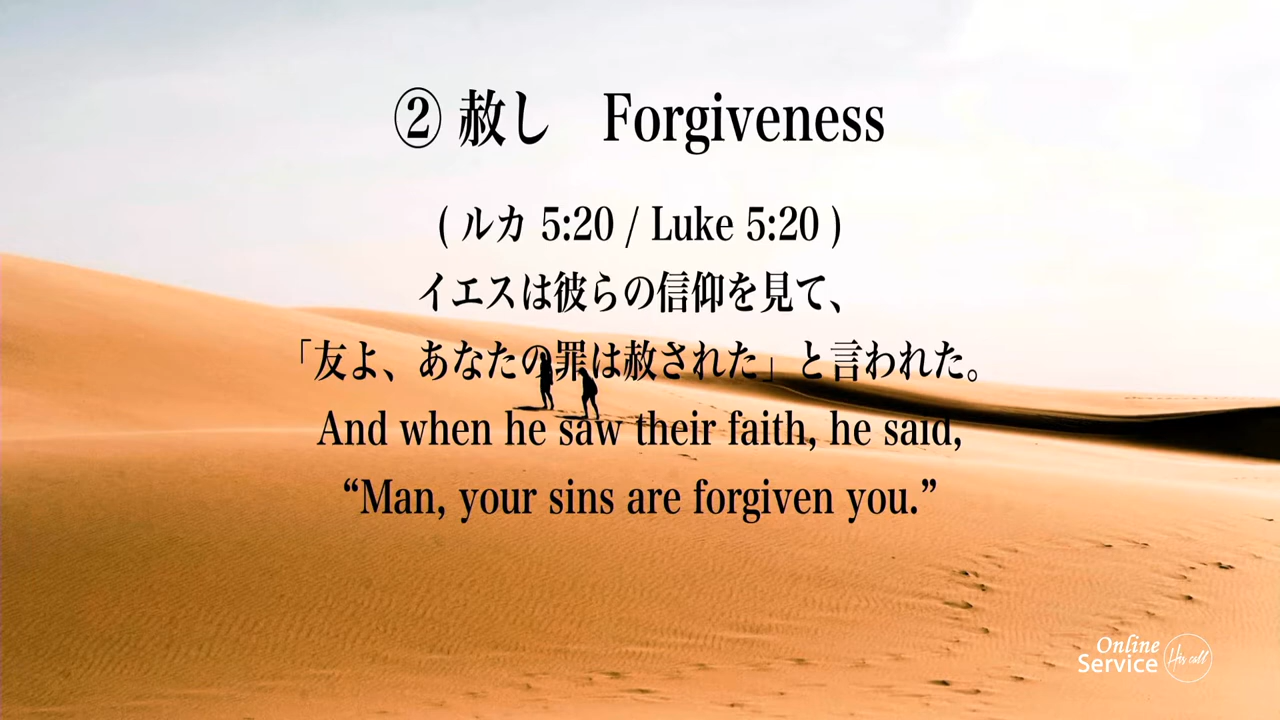 ② 赦し　Forgiveness
( ルカ 5:20 / Luke 5:20 )
イエスは彼らの信仰を見て、
「友よ、あなたの罪は赦された」と言われた。
And when he saw their faith, he said,
“Man, your sins are forgiven you.”
Online
Service
His call